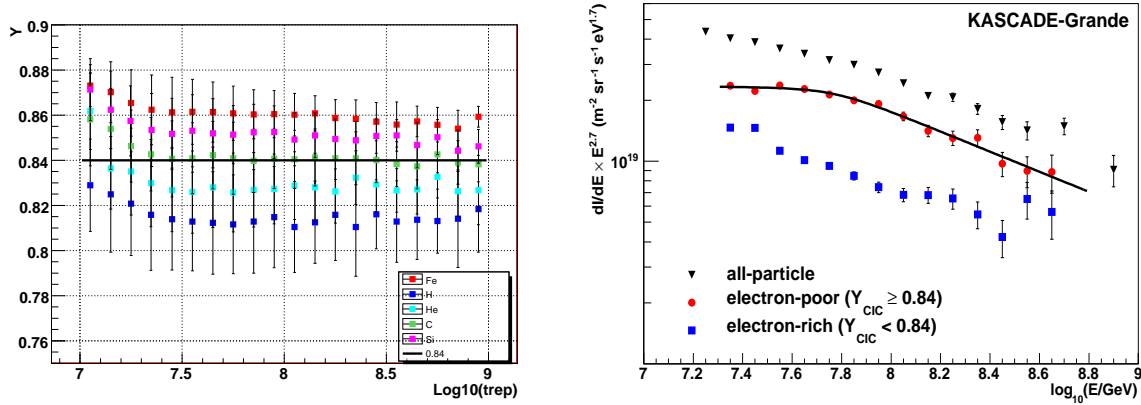 Y
0.9
0.88
0.86
0.84
0.82
0.8
0.78
0.76
Fe
H
He
C
Si
0.84
7 7.5 8 8.5 9
Log10(trep)
KASCADE-Grande
dI/dE × E^2.7 (m^-2 sr^-1 s^-1 eV^1.7)
10^19
all-particle
electron-poor (Y_CIC ≥ 0.84)
electron-rich (Y_CIC < 0.84)
7 7.2 7.4 7.6 7.8 8 8.2 8.4 8.6 8.8 9
log_10(E/GeV)